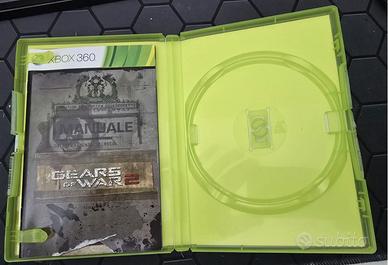 XBOX 360
MANUALE
GEARS
OF WAR 2
subito